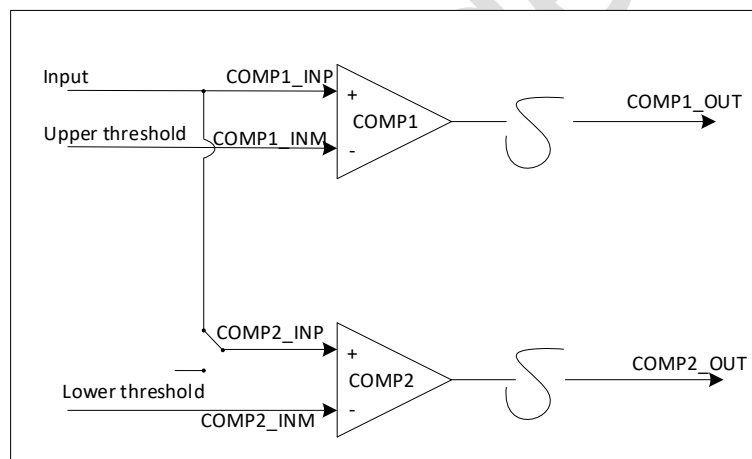 Input
COMP1_INP
+
COMP1
COMP1_OUT
Upper threshold
COMP1_INM
-
COMP2_INP
+
COMP2
COMP2_OUT
Lower threshold
COMP2_INM
-